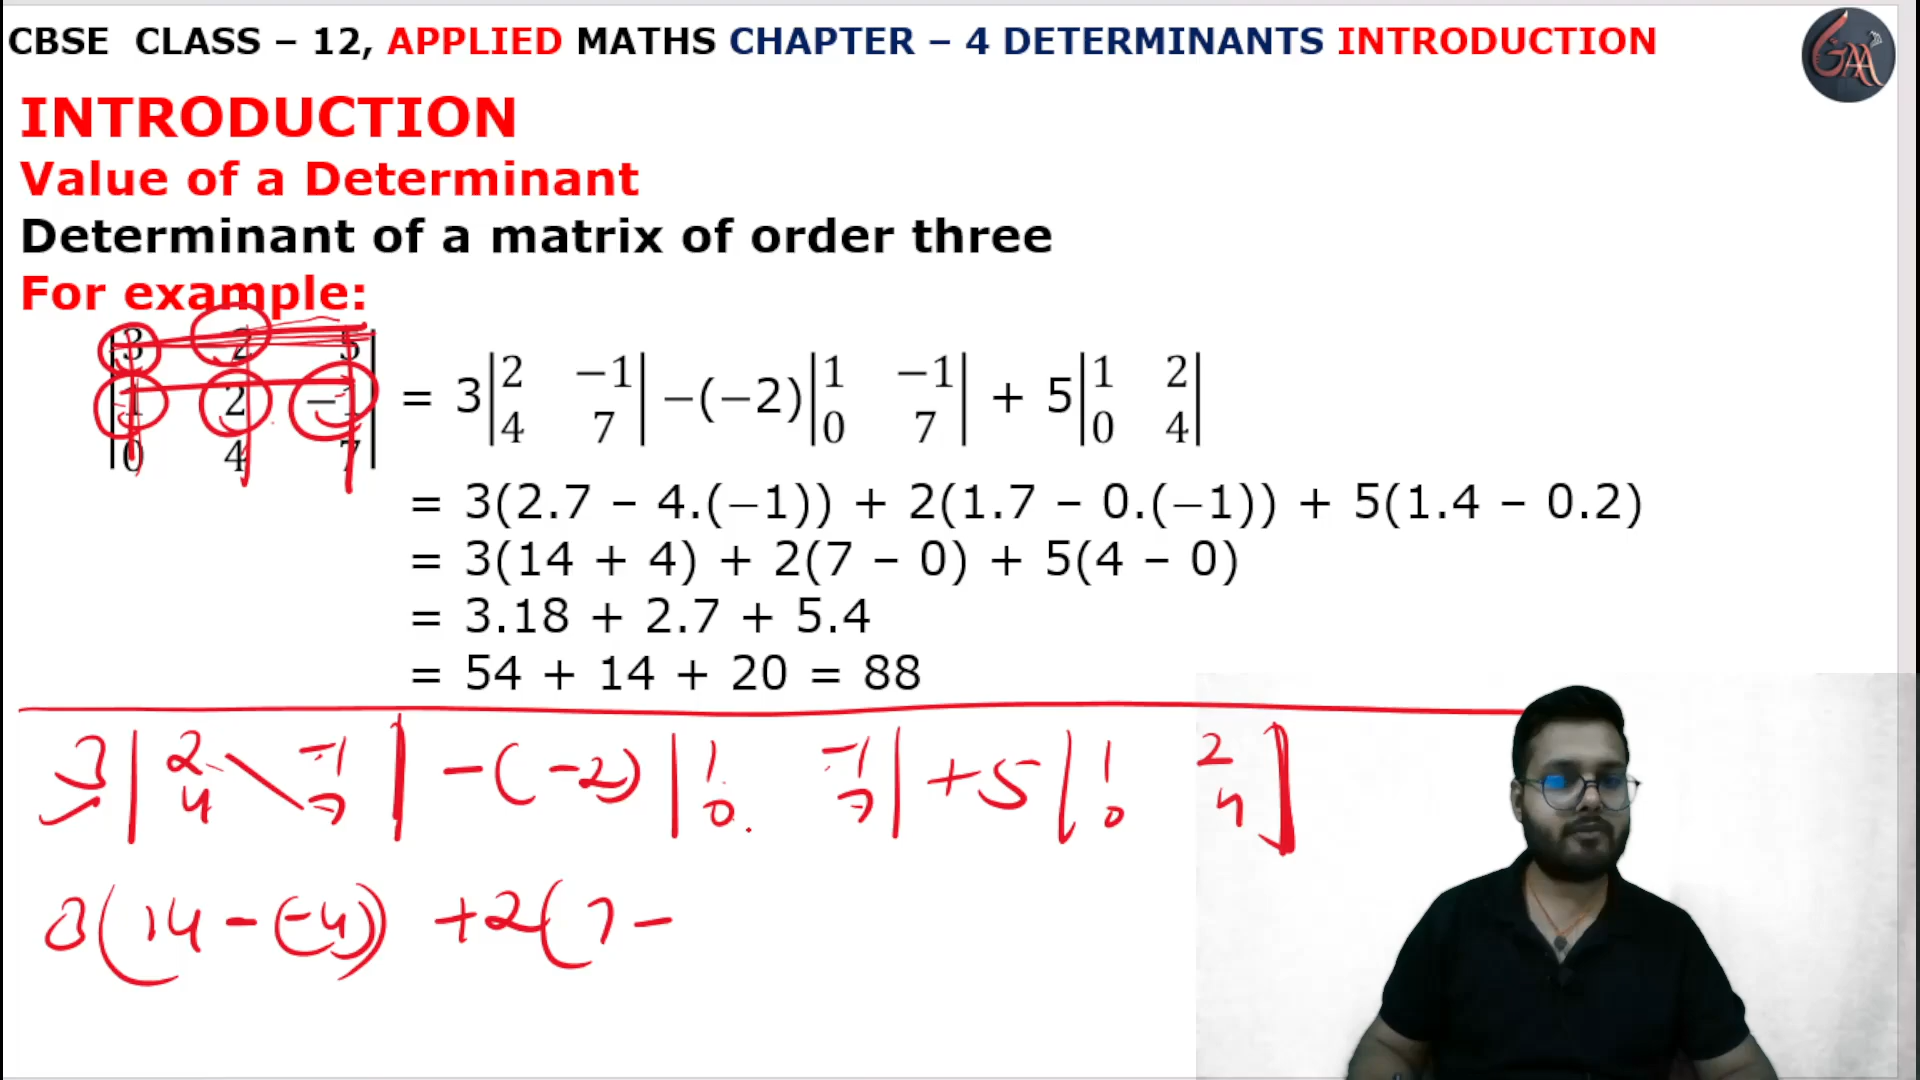 CBSE CLASS – 12, APPLIED MATHS CHAPTER – 4 DETERMINANTS INTRODUCTION
GAA
INTRODUCTION
Value of a Determinant
Determinant of a matrix of order three
For example:
|3 2 5|
|1 2 −1| = 3|2 −1| −(−2)|1 −1| + 5|1 2|
|0 4 7| |4 7| |0 7| |0 4|
= 3(2.7 – 4.(−1)) + 2(1.7 – 0.(−1)) + 5(1.4 – 0.2)
= 3(14 + 4) + 2(7 – 0) + 5(4 – 0)
= 3.18 + 2.7 + 5.4
= 54 + 14 + 20 = 88
3|2 -1| -(-2)|1 -1| +5|1 2|
|4 7| |0 7| |0 4|
3(14-(-4)) +2(7-